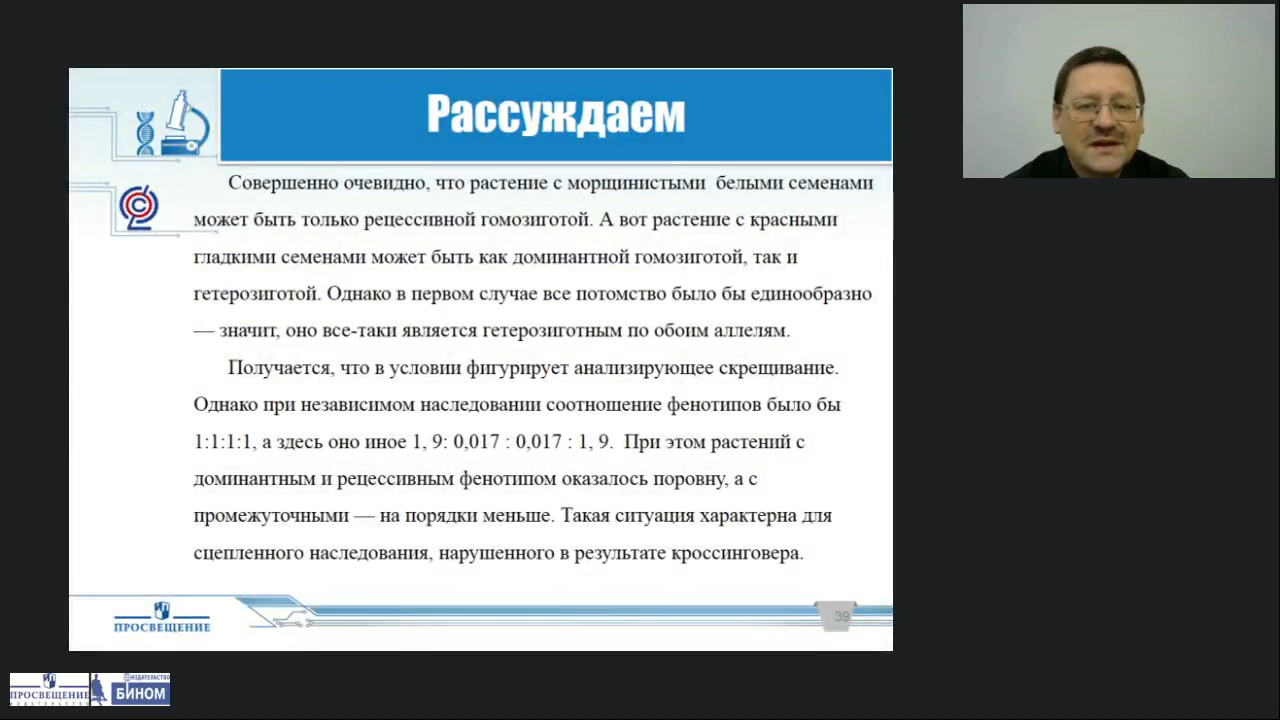 Рассуждаем
Совершенно очевидно, что растение с морщинистыми белыми семенами
может быть только рецессивной гомозиготой. А вот растение с красными
гладкими семенами может быть как доминантной гомозиготой, так и
гетерозиготой. Однако в первом случае все потомство было бы единообразно
— значит, оно все-таки является гетерозиготным по обоим аллелям.
Получается, что в условии фигурирует анализирующее скрещивание.
Однако при независимом наследовании соотношение фенотипов было бы
1:1:1:1, а здесь оно иное 1, 9: 0,017 : 0,017 : 1, 9. При этом растений с
доминантным и рецессивным фенотипом оказалось поровну, а с
промежуточными — на порядки меньше. Такая ситуация характерна для
сцепленного наследования, нарушенного в результате кроссинговера.
39
ПРОСВЕЩЕНИЕ
ПРОСВЕЩЕНИЕ
ИЗДАТЕЛЬСТВО
ИЗДАТЕЛЬСТВО
БИНОМ